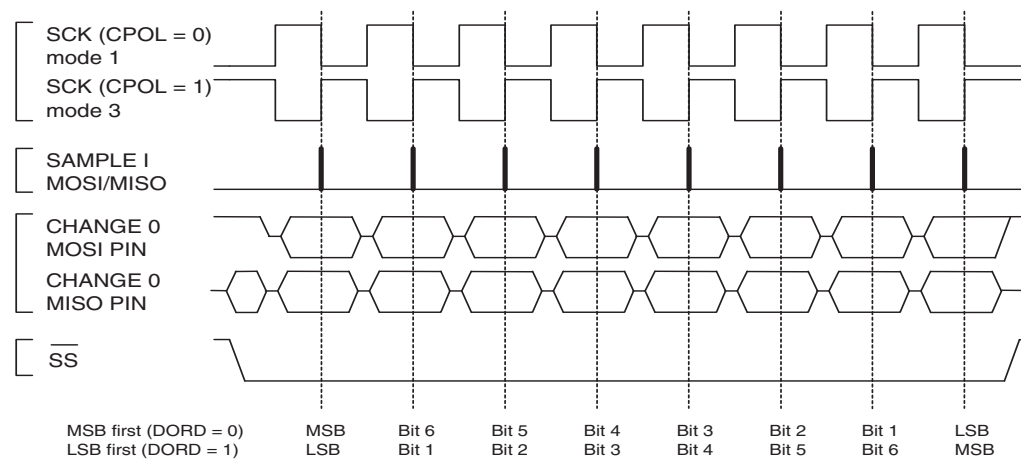 SCK (CPOL = 0)
mode 1
SCK (CPOL = 1)
mode 3
SAMPLE I
MOSI/MISO
CHANGE 0
MOSI PIN
CHANGE 0
MISO PIN
SS
MSB first (DORD = 0) MSB Bit 6 Bit 5 Bit 4 Bit 3 Bit 2 Bit 1 LSB
LSB first (DORD = 1) LSB Bit 1 Bit 2 Bit 3 Bit 4 Bit 5 Bit 6 MSB